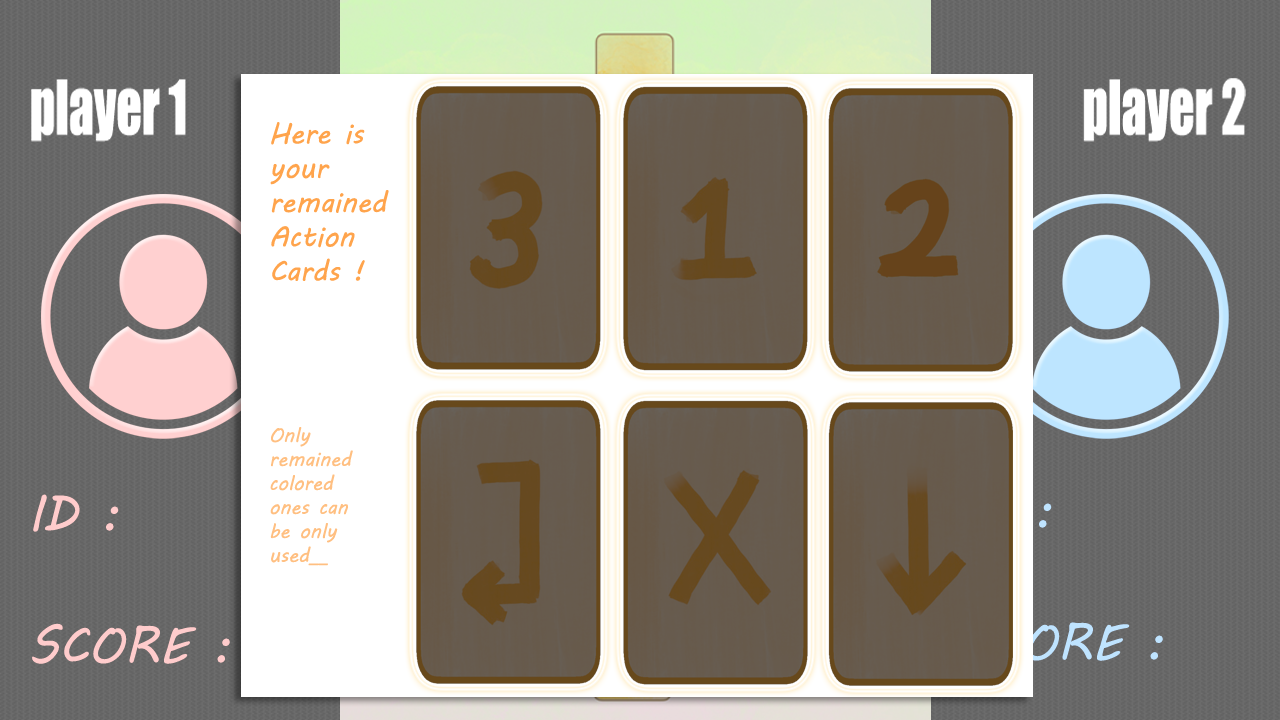 player 1
player 2
Here is
your
remained
Action
Cards !
3 1 2
X
Only
remained
colored
ones can
be only
used_
ID :
:
SCORE :
ORE :